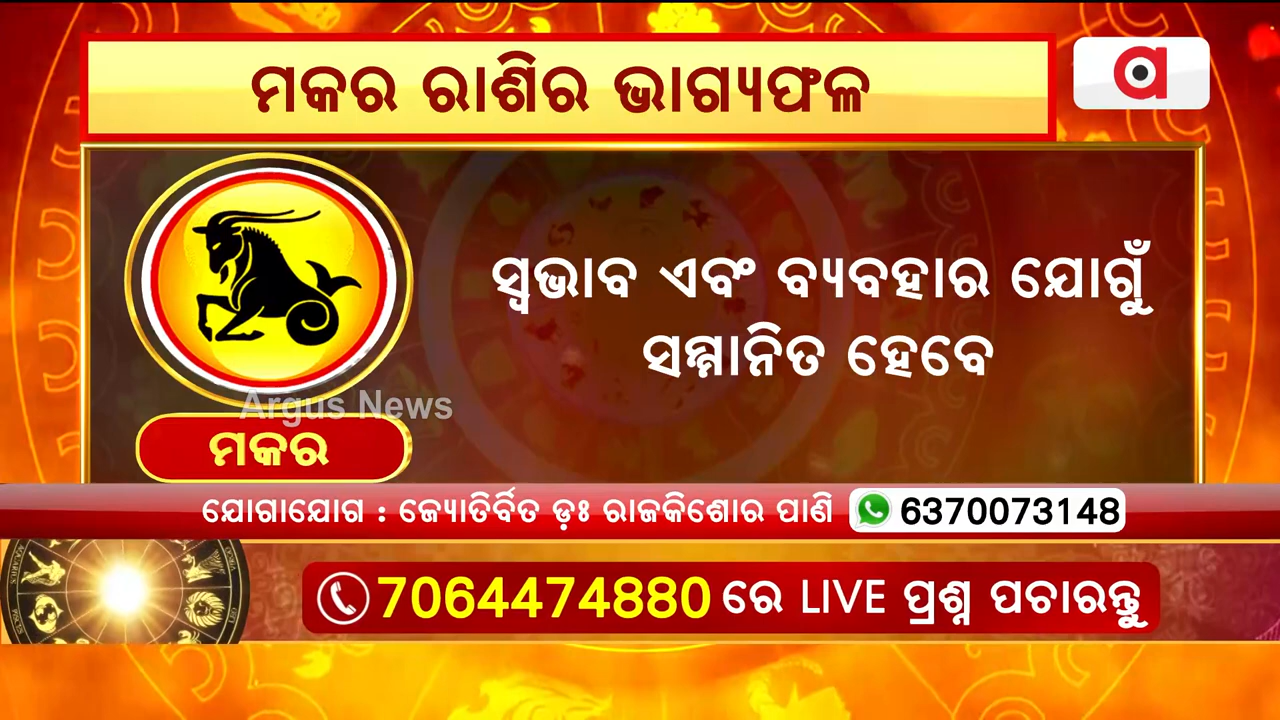 ମକର ରାଶିର ଭାଗ୍ୟଫଳ
a
ସ୍ୱଭାବ ଏବଂ ବ୍ୟବହାର ଯୋଗୁଁ
ସମ୍ମାନିତ ହେବେ
Argus News
ମକର
ଯୋଗାଯୋଗ : ଜ୍ୟୋତିର୍ବିତ ଡ଼ଃ ରାଜକିଶୋର ପାଣି 6370073148
7064474880 ରେ LIVE ପ୍ରଶ୍ନ ପଚାରନ୍ତୁ